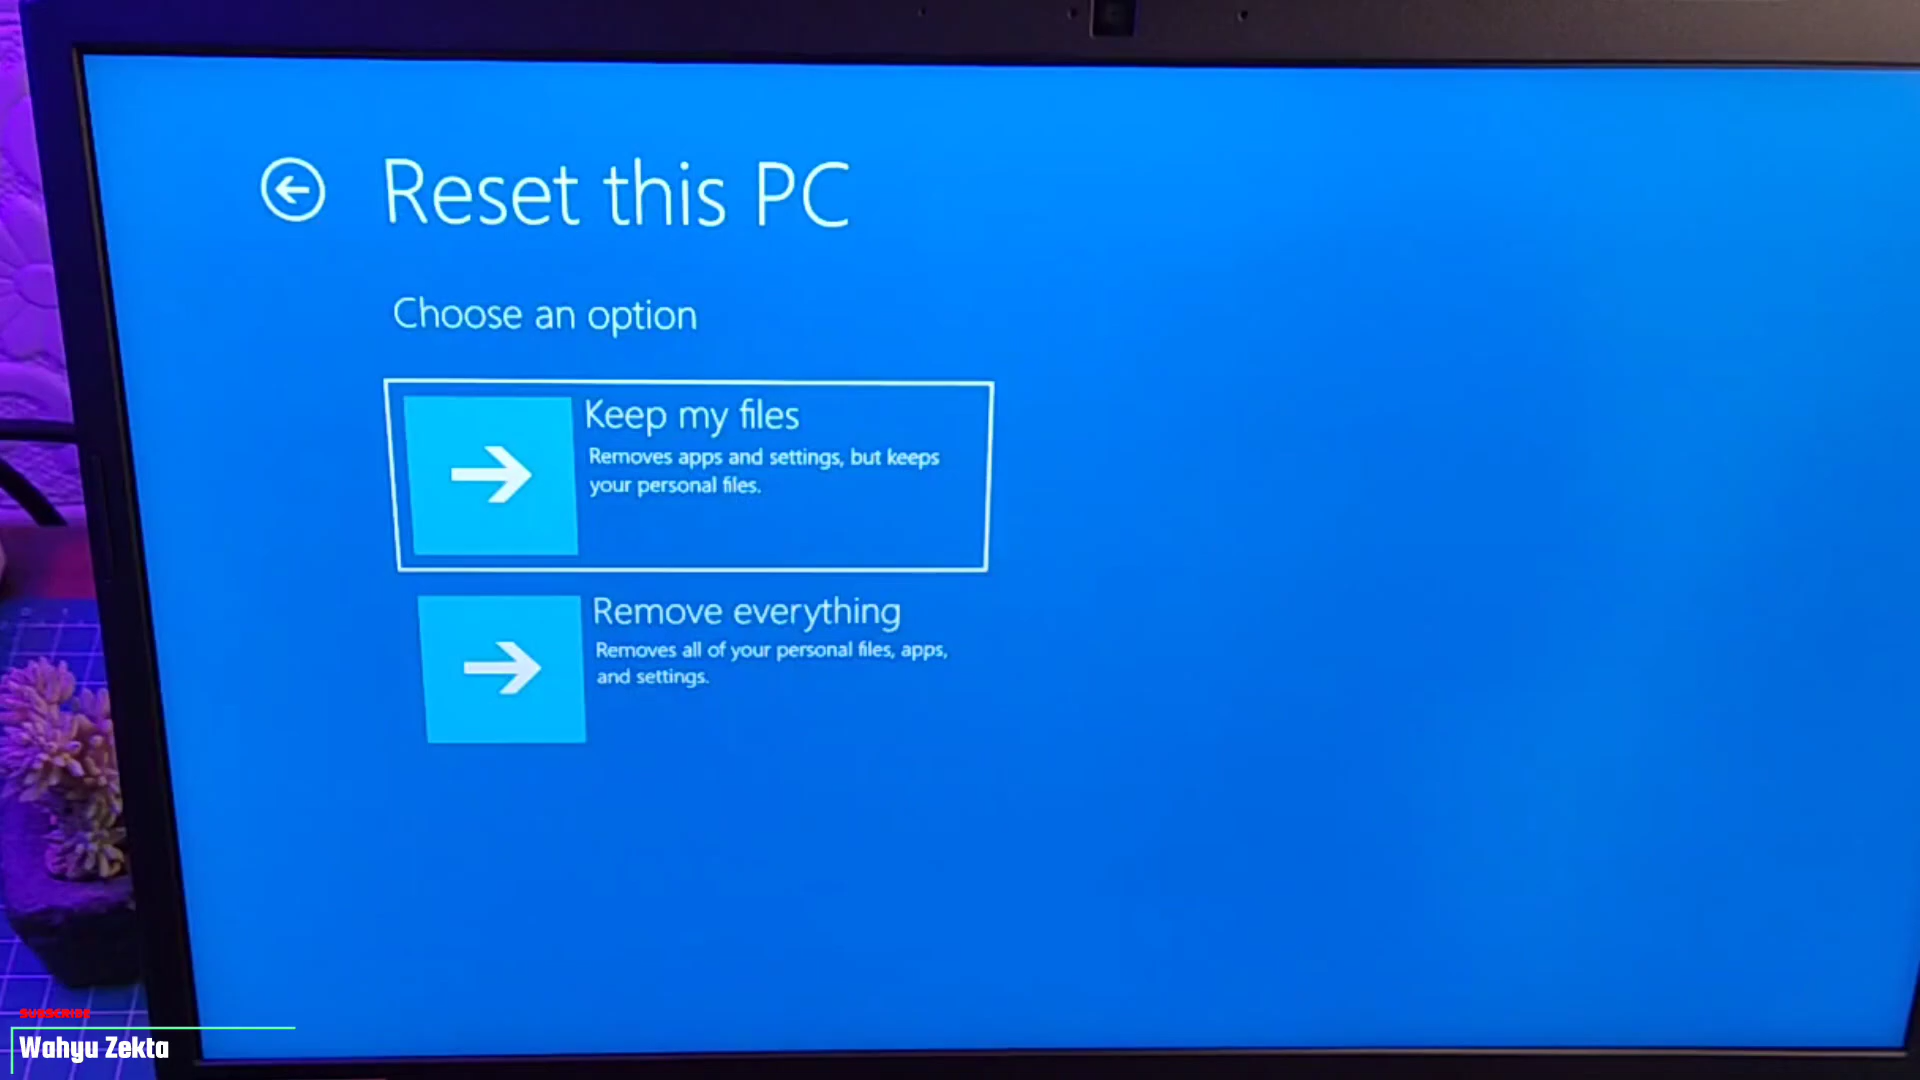 Reset this PC
Choose an option
Keep my files
Removes apps and settings, but keeps
your personal files.
Remove everything
Removes all of your personal files, apps,
and settings.
SUBSCRIBE
Wahyu Zekta